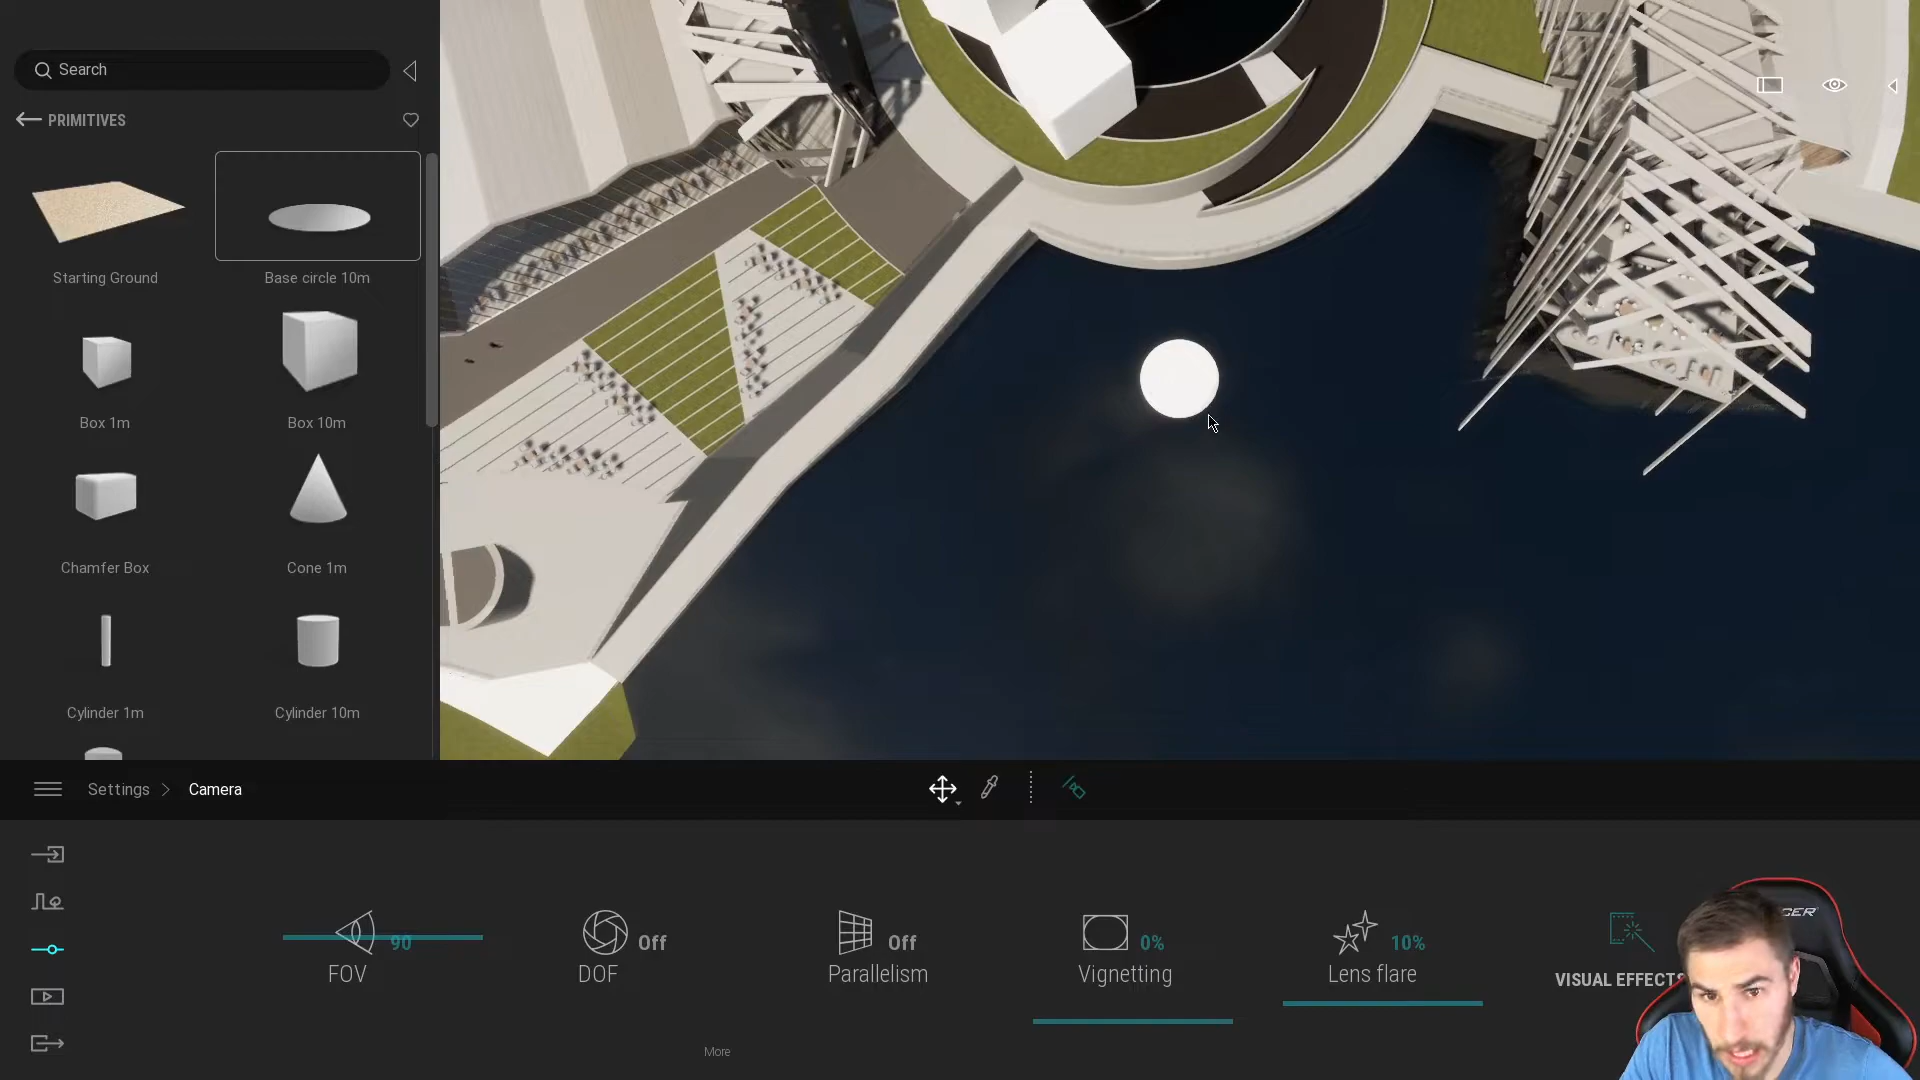 Search
PRIMITIVES
Starting Ground
Base circle 10m
Box 1m
Box 10m
Chamfer Box
Cone 1m
Cylinder 1m
Cylinder 10m
Settings
Camera
90
FOV
Off
DOF
Off
Parallelism
0%
Vignetting
10%
Lens flare
VISUAL EFFECTS
More